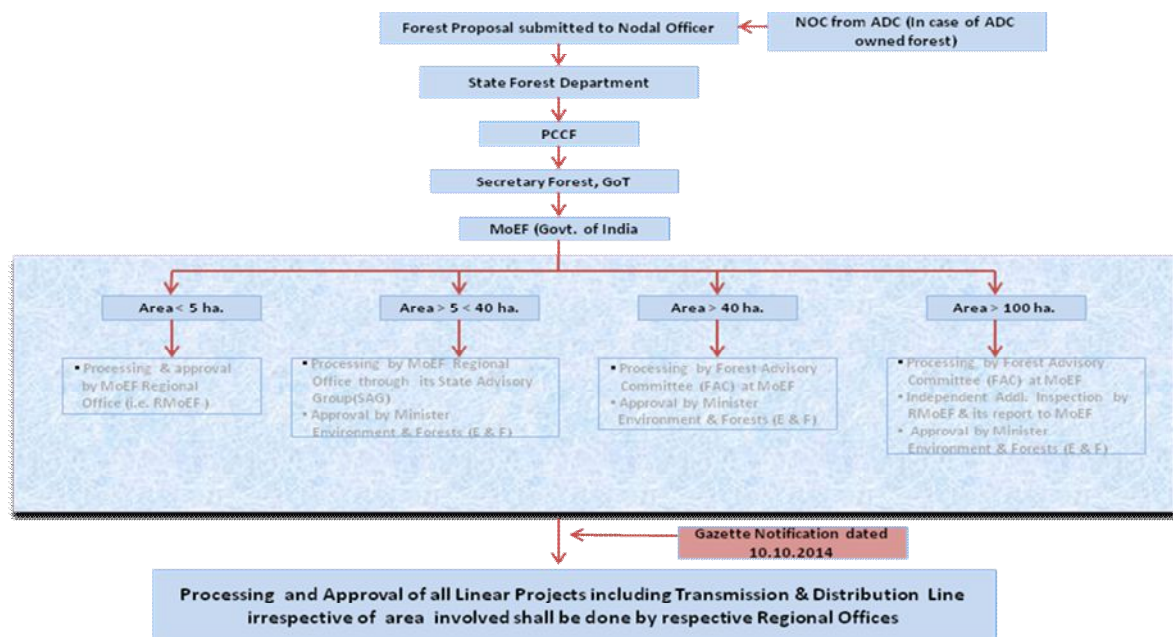 Forest Proposal submitted to Nodal Officer
NOC from ADC (In case of ADC
owned forest)
State Forest Department
PCCF
Secretary Forest, GoT
MoEF (Govt. of India
Area < 5 ha.
Area > 5 < 40 ha.
Area > 40 ha.
Area > 100 ha.
▪ Processing & approval
by MoEF Regional
Office (i.e. RMoEF )
▪ Processing by MoEF Regional
Office through its State Advisory
Group(SAG)
• Approval by Minister
Environment & Forests (E & F)
▪ Processing by Forest Advisory
Committee (FAC) at MoEF
• Approval by Minister
Environment & Forests (E & F)
▪ Processing by Forest Advisory
Committee (FAC) at MoEF
• Independent Addl. Inspection by
RMoEF & its report to MoEF
• Approval by Minister
Environment & Forests (E & F)
Gazette Notification dated
10.10.2014
Processing and Approval of all Linear Projects including Transmission & Distribution Line
irrespective of area involved shall be done by respective Regional Offices